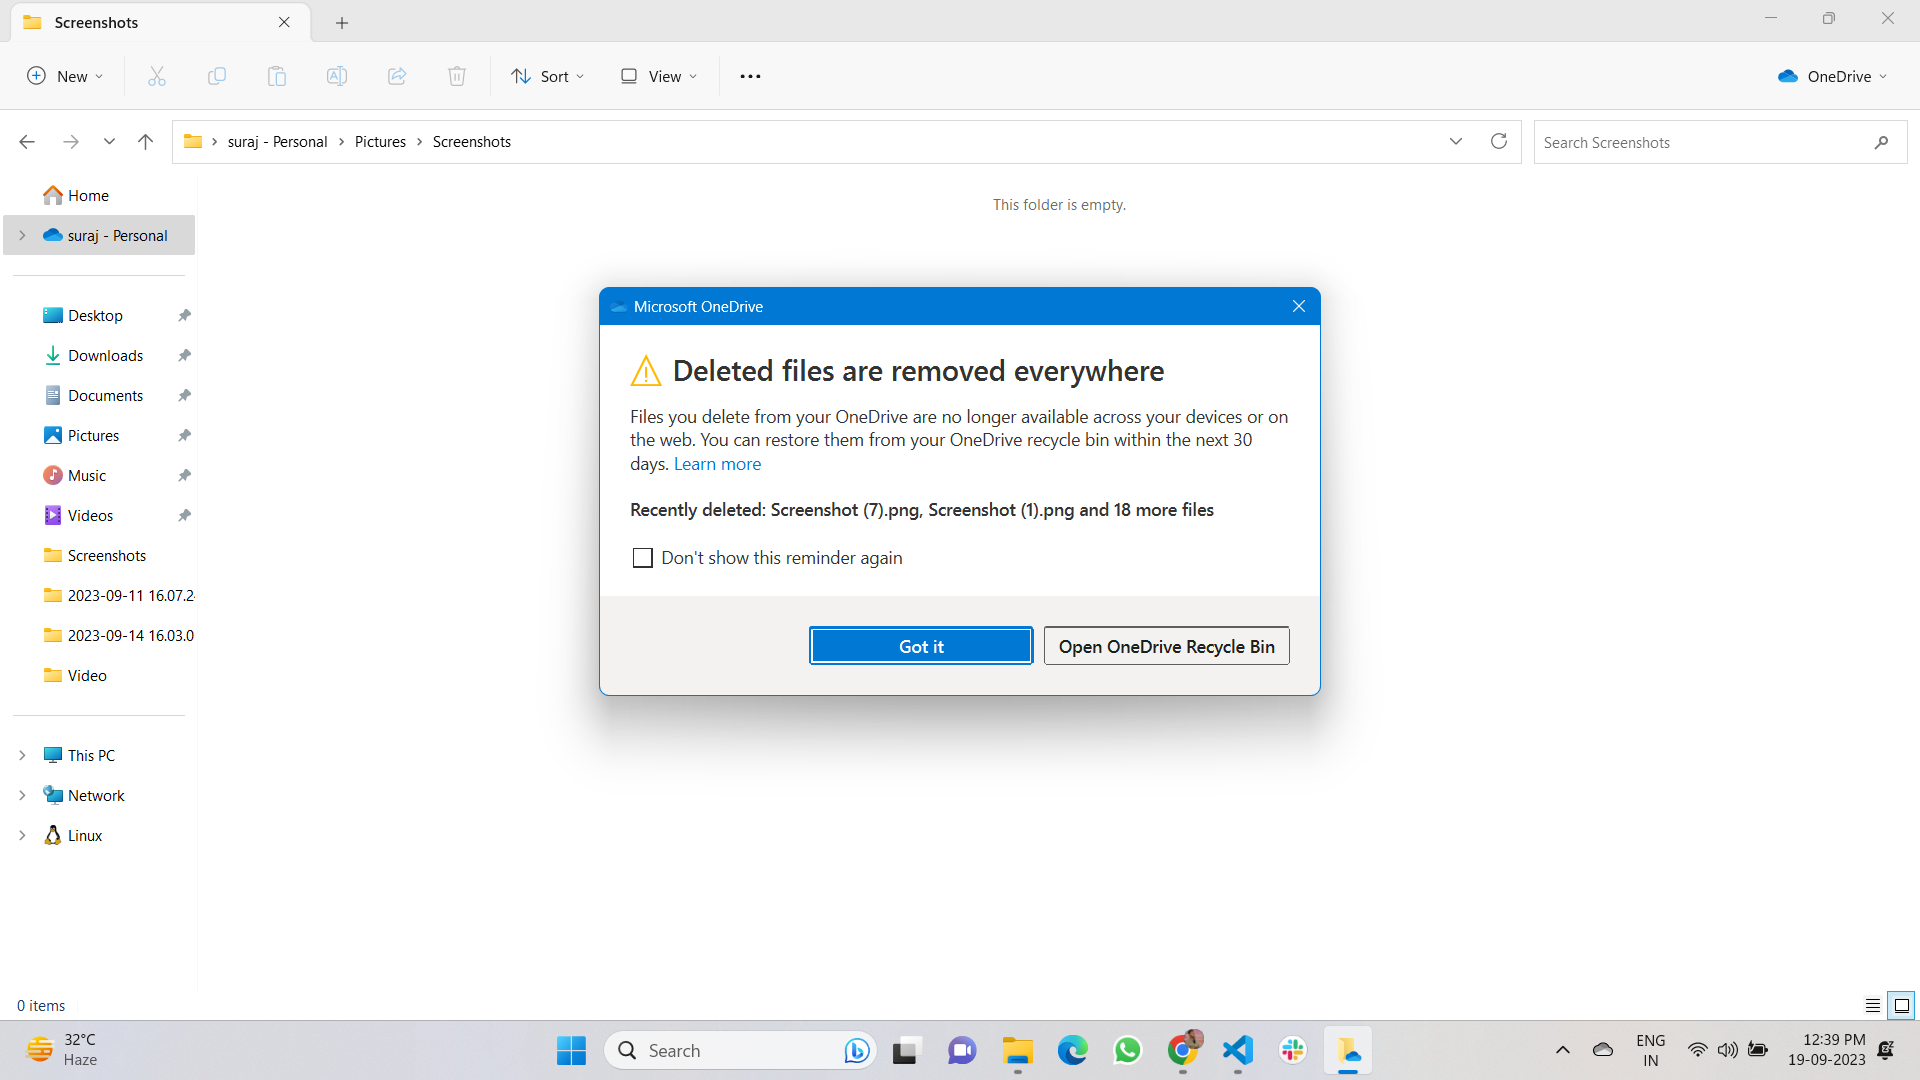 Screenshots
New
Sort
View
OneDrive
suraj - Personal
Pictures
Screenshots
Search Screenshots
Home
suraj - Personal
Desktop
Downloads
Documents
Pictures
Music
Videos
Screenshots
2023-09-11 16.07.2
2023-09-14 16.03.0
Video
This PC
Network
Linux
This folder is empty.
Microsoft OneDrive
Deleted files are removed everywhere
Files you delete from your OneDrive are no longer available across your devices or on
the web. You can restore them from your OneDrive recycle bin within the next 30
days. Learn more
Recently deleted: Screenshot (7).png, Screenshot (1).png and 18 more files
Don't show this reminder again
Got it
Open OneDrive Recycle Bin
0 items
32°C
Haze
Search
ENG
IN
12:39 PM
19-09-2023